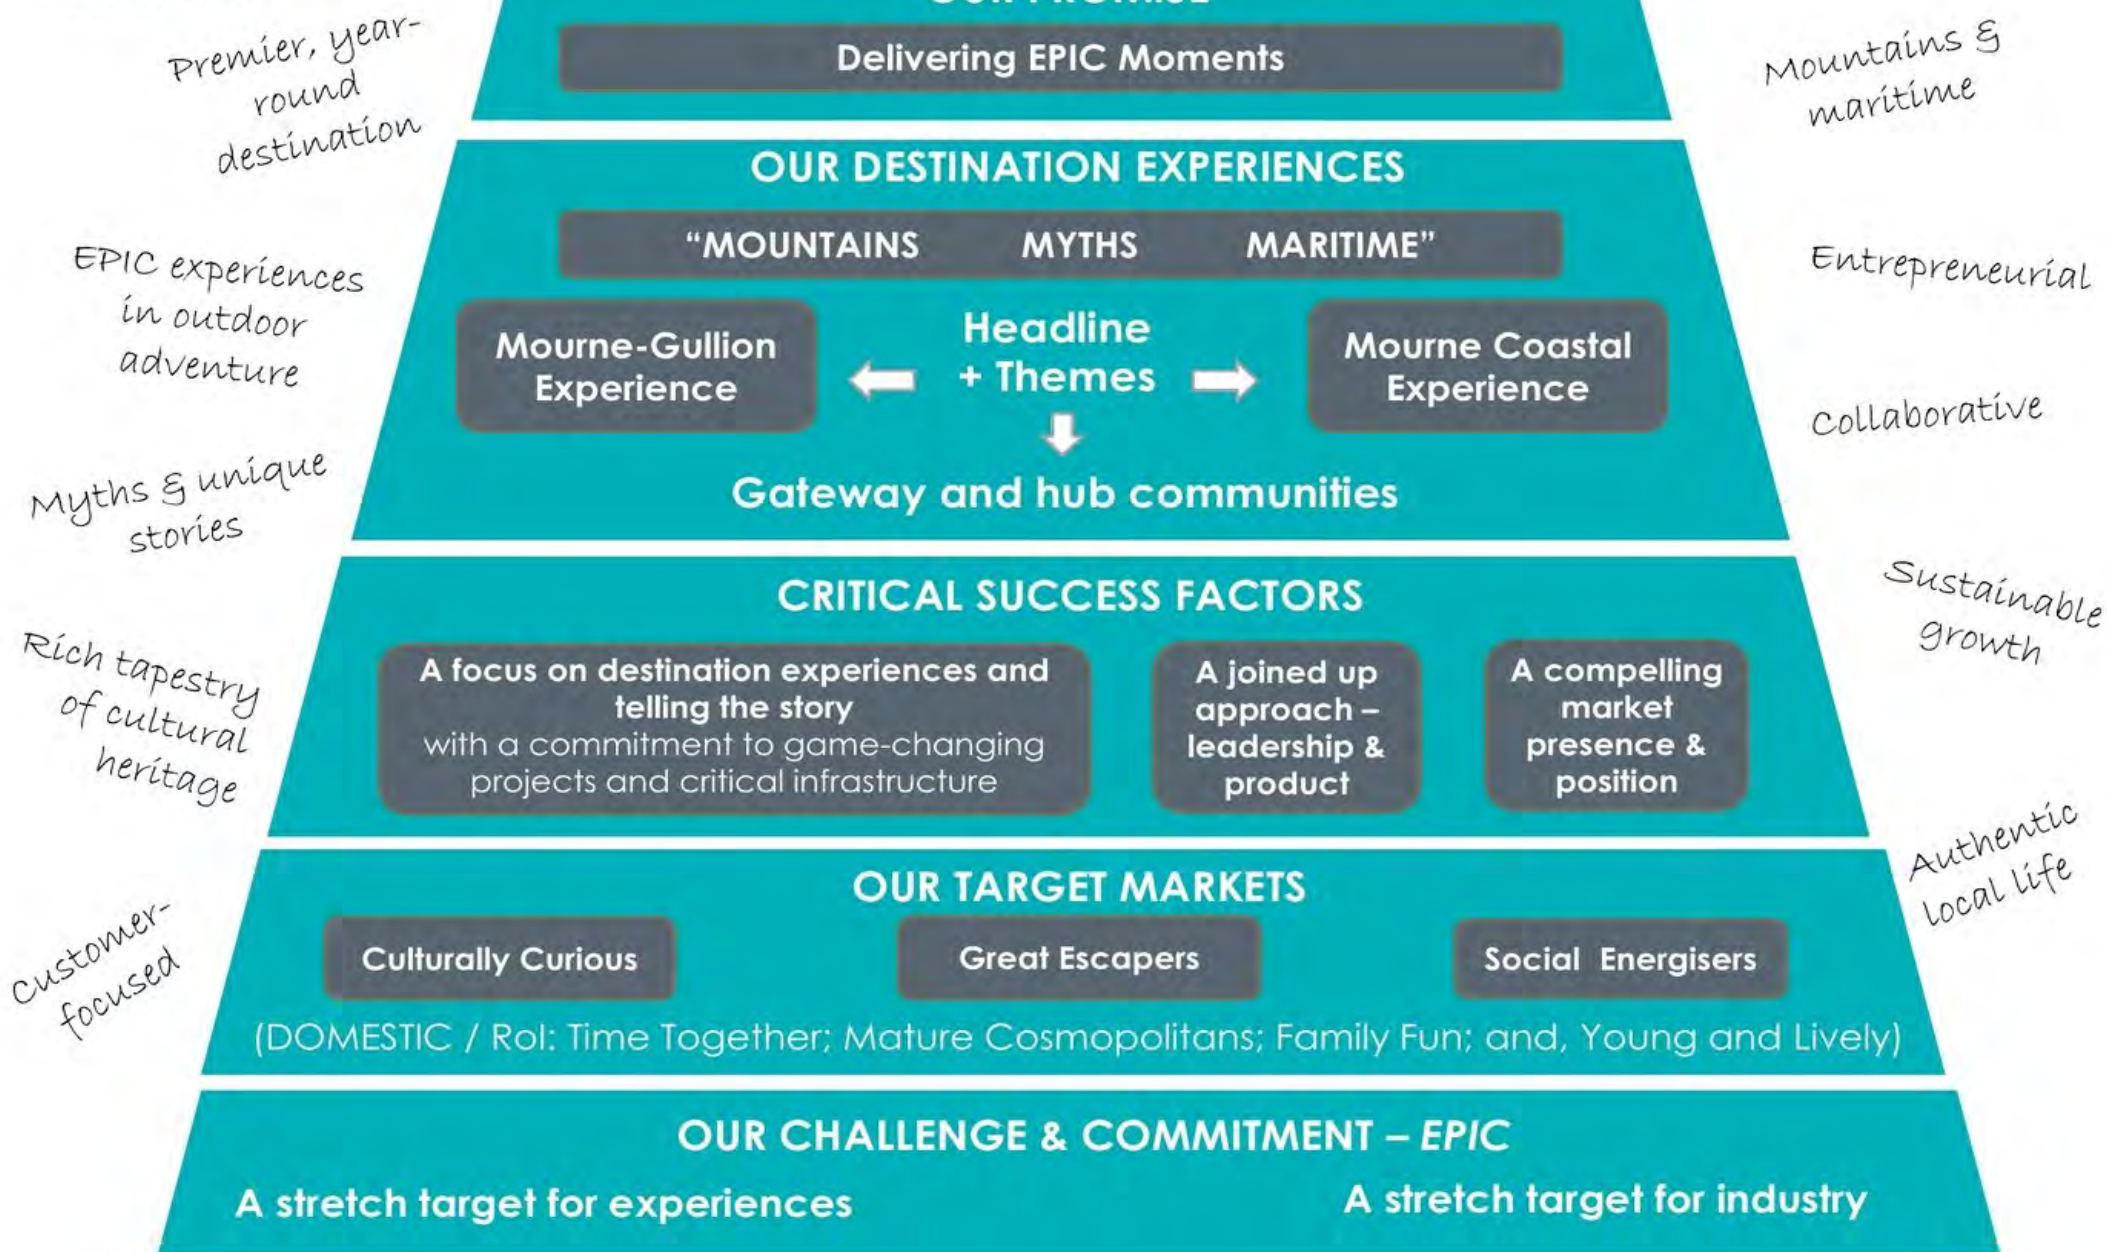 OUR PROMISE
Delivering EPIC Moments
OUR DESTINATION EXPERIENCES
“MOUNTAINS MYTHS MARITIME”
Mourne-Gullion
Experience
Headline
+ Themes
Mourne Coastal
Experience
Gateway and hub communities
CRITICAL SUCCESS FACTORS
A focus on destination experiences and
telling the story
with a commitment to game-changing
projects and critical infrastructure
A joined up
approach –
leadership &
product
A compelling
market
presence &
position
OUR TARGET MARKETS
Culturally Curious
Great Escapers
Social Energisers
(DOMESTIC / RoI: Time Together; Mature Cosmopolitans; Family Fun; and, Young and Lively)
OUR CHALLENGE & COMMITMENT – EPIC
A stretch target for experiences
A stretch target for industry
Premier, year-
round
destination
EPIC experiences
in outdoor
adventure
Myths & unique
stories
Rich tapestry
of cultural
heritage
Customer-
focused
Mountains &
maritime
Entrepreneurial
Collaborative
Sustainable
growth
Authentic
local life